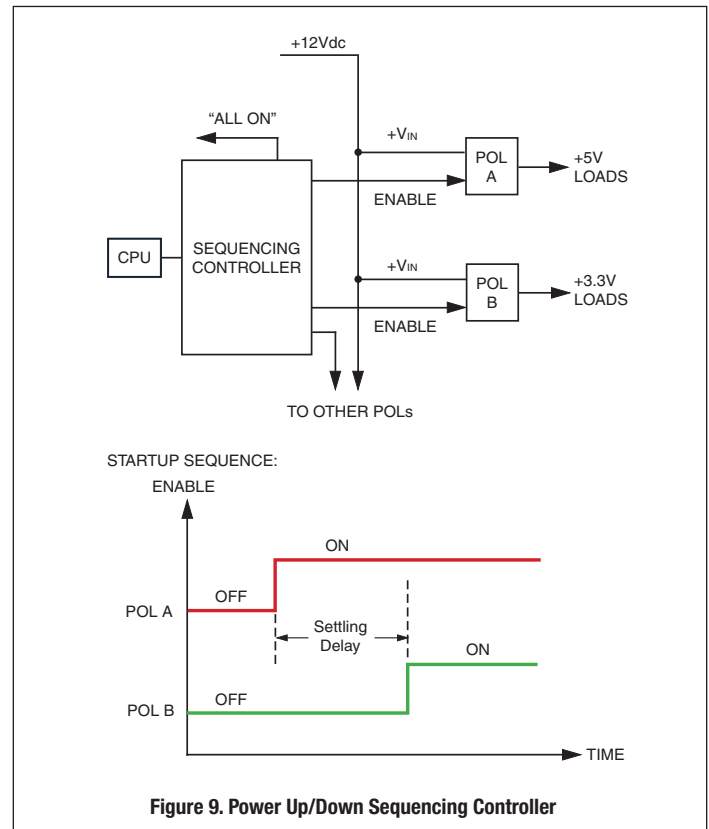 +12Vdc
"ALL ON"
+VIN
POL
A
+5V
LOADS
ENABLE
CPU
SEQUENCING
CONTROLLER
+VIN
POL
B
+3.3V
LOADS
ENABLE
TO OTHER POLs
STARTUP SEQUENCE:
ENABLE
ON
OFF
POL A
Settling
Delay
ON
OFF
POL B
TIME
Figure 9. Power Up/Down Sequencing Controller